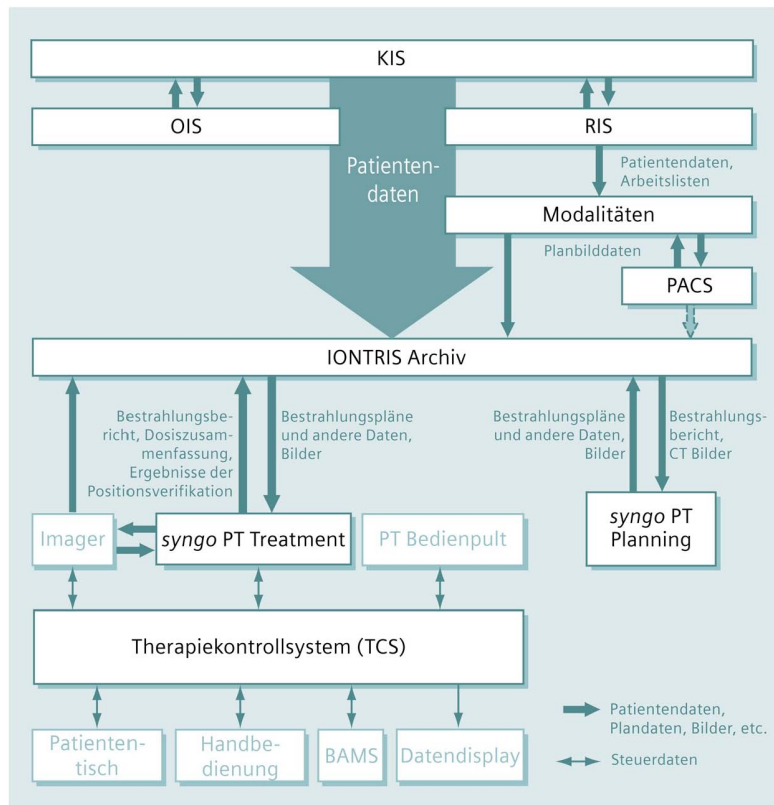 KIS
OIS
RIS
Patienten-
daten
Patientendaten,
Arbeitslisten
Modalitäten
Planbilddaten
PACS
IONTRIS Archiv
Bestrahlungsbe-
richt, Dosiszusam-
menfassung,
Ergebnisse der
Positionsverifikation
Bestrahlungspläne
und andere Daten,
Bilder
Bestrahlungspläne
und andere Daten,
Bilder
Bestrahlungs-
bericht,
CT Bilder
Imager
syngo PT Treatment
PT Bedienpult
syngo PT
Planning
Therapiekontrollsystem (TCS)
Patienten-
tisch
Handbe-
dienung
BAMS
Datendisplay
Patientendaten,
Plandaten, Bilder, etc.
Steuerdaten